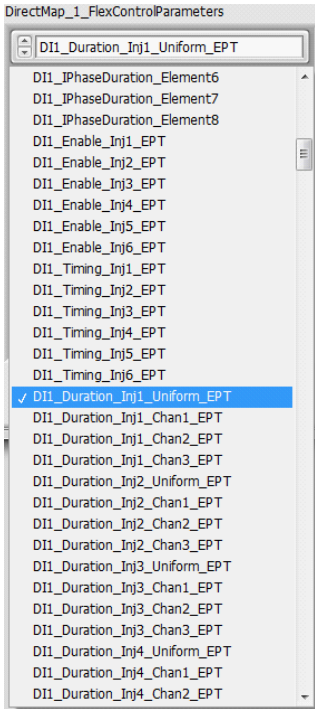 DirectMap_1_FlexControlParameters
DI1_Duration_Inj1_Uniform_EPT
DI1_IPhaseDuration_Element6
DI1_IPhaseDuration_Element7
DI1_IPhaseDuration_Element8
DI1_Enable_Inj1_EPT
DI1_Enable_Inj2_EPT
DI1_Enable_Inj3_EPT
DI1_Enable_Inj4_EPT
DI1_Enable_Inj5_EPT
DI1_Enable_Inj6_EPT
DI1_Timing_Inj1_EPT
DI1_Timing_Inj2_EPT
DI1_Timing_Inj3_EPT
DI1_Timing_Inj4_EPT
DI1_Timing_Inj5_EPT
DI1_Timing_Inj6_EPT
✓ DI1_Duration_Inj1_Uniform_EPT
DI1_Duration_Inj1_Chan1_EPT
DI1_Duration_Inj1_Chan2_EPT
DI1_Duration_Inj1_Chan3_EPT
DI1_Duration_Inj2_Uniform_EPT
DI1_Duration_Inj2_Chan1_EPT
DI1_Duration_Inj2_Chan2_EPT
DI1_Duration_Inj2_Chan3_EPT
DI1_Duration_Inj3_Uniform_EPT
DI1_Duration_Inj3_Chan1_EPT
DI1_Duration_Inj3_Chan2_EPT
DI1_Duration_Inj3_Chan3_EPT
DI1_Duration_Inj4_Uniform_EPT
DI1_Duration_Inj4_Chan1_EPT
DI1_Duration_Inj4_Chan2_EPT